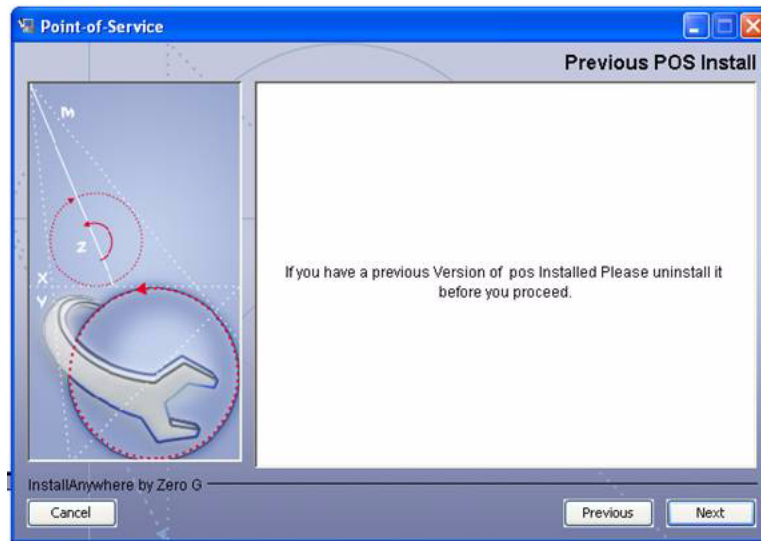 Point-of-Service
Previous POS Install
M
Z
X
Y
If you have a previous Version of pos Installed Please uninstall it
before you proceed.
InstallAnywhere by Zero G
Cancel
Previous
Next